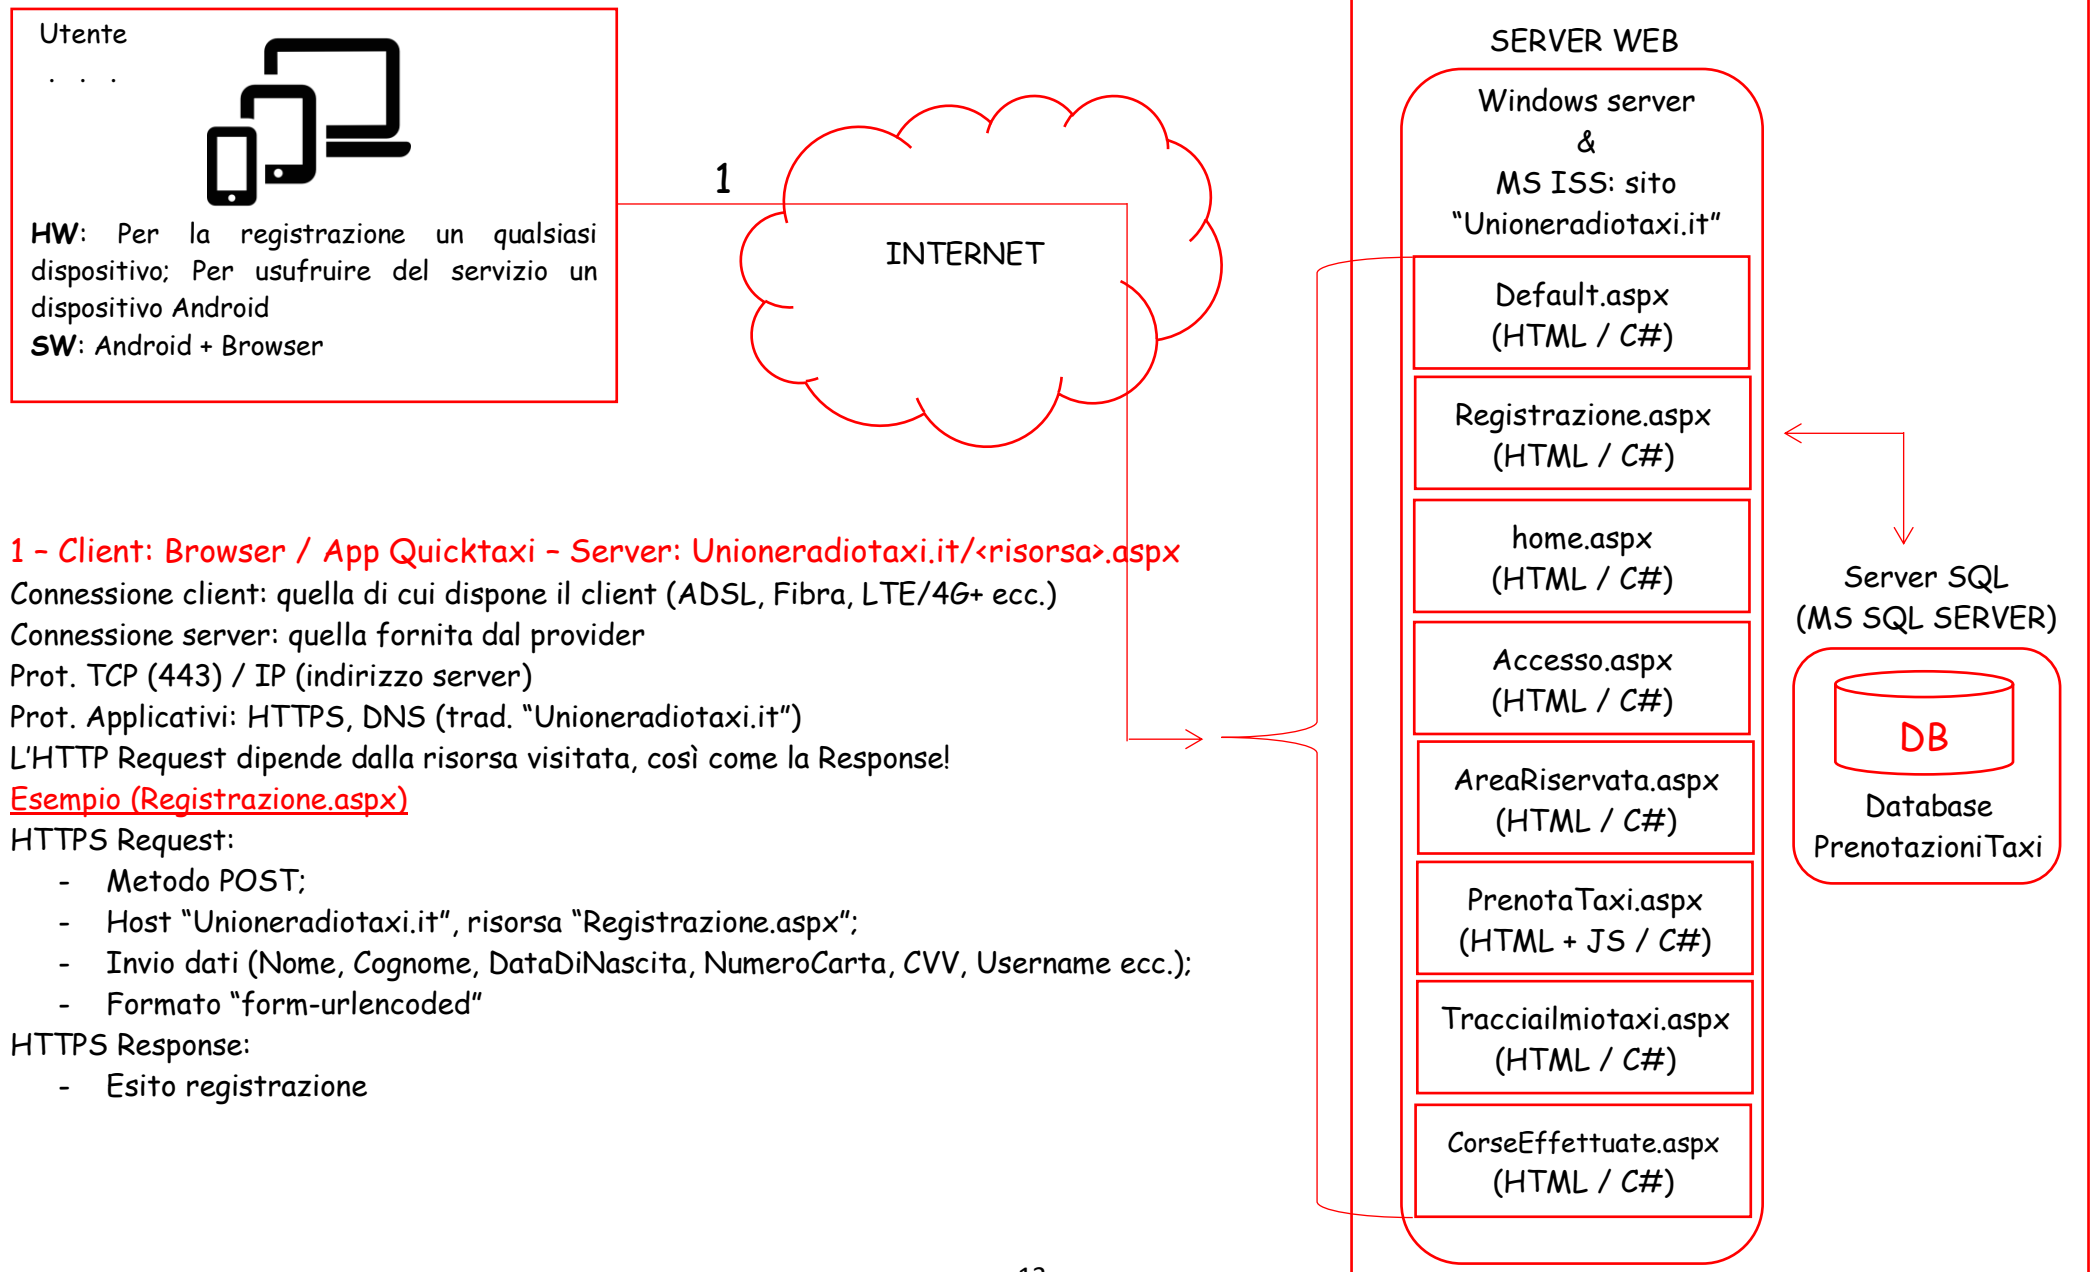 Utente
. . .
HW: Per la registrazione un qualsiasi
dispositivo; Per usufruire del servizio un
dispositivo Android
SW: Android + Browser
1
INTERNET
1 – Client: Browser / App Quicktaxi – Server: Unioneradiotaxi.it/<risorsa>.aspx
Connessione client: quella di cui dispone il client (ADSL, Fibra, LTE/4G+ ecc.)
Connessione server: quella fornita dal provider
Prot. TCP (443) / IP (indirizzo server)
Prot. Applicativi: HTTPS, DNS (trad. “Unioneradiotaxi.it”)
L’HTTP Request dipende dalla risorsa visitata, così come la Response!
Esempio (Registrazione.aspx)
HTTPS Request:
- Metodo POST;
- Host “Unioneradiotaxi.it”, risorsa “Registrazione.aspx”;
- Invio dati (Nome, Cognome, DataDiNascita, NumeroCarta, CVV, Username ecc.);
- Formato “form-urlencoded”
HTTPS Response:
- Esito registrazione
SERVER WEB
Windows server
&
MS ISS: sito
“Unioneradiotaxi.it”
Default.aspx
(HTML / C#)
Registrazione.aspx
(HTML / C#)
home.aspx
(HTML / C#)
Accesso.aspx
(HTML / C#)
AreaRiservata.aspx
(HTML / C#)
PrenotaTaxi.aspx
(HTML + JS / C#)
Tracciailmiotaxi.aspx
(HTML / C#)
CorseEffettuate.aspx
(HTML / C#)
Server SQL
(MS SQL SERVER)
DB
Database
PrenotazioniTaxi